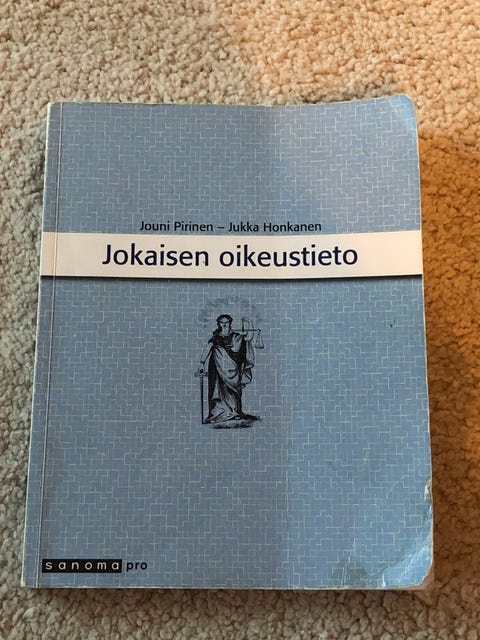 Jouni Pirinen – Jukka Honkanen
Jokaisen oikeustieto
sanoma pro